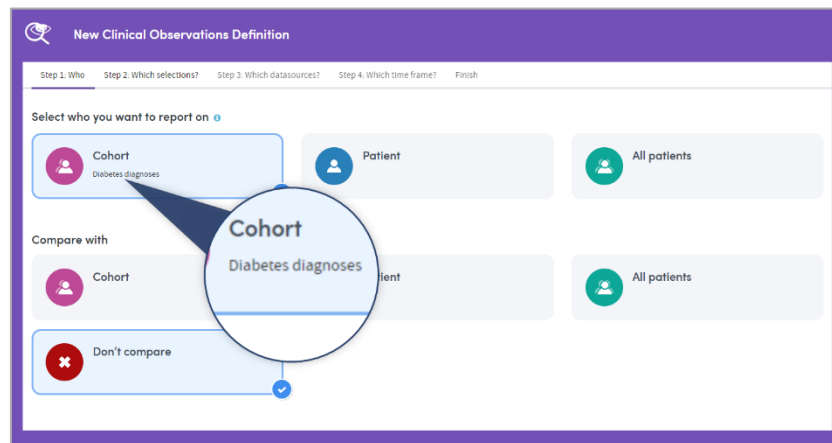 New Clinical Observations Definition
Step 1: Who Step 2: Which selections? Step 3: Which datasources? Step 4: Which time frame? Finish
Select who you want to report on
Cohort Patient All patients
Diabetes diagnoses
Cohort
Diabetes diagnoses
Compare with
Cohort ient All patients
Don't compare